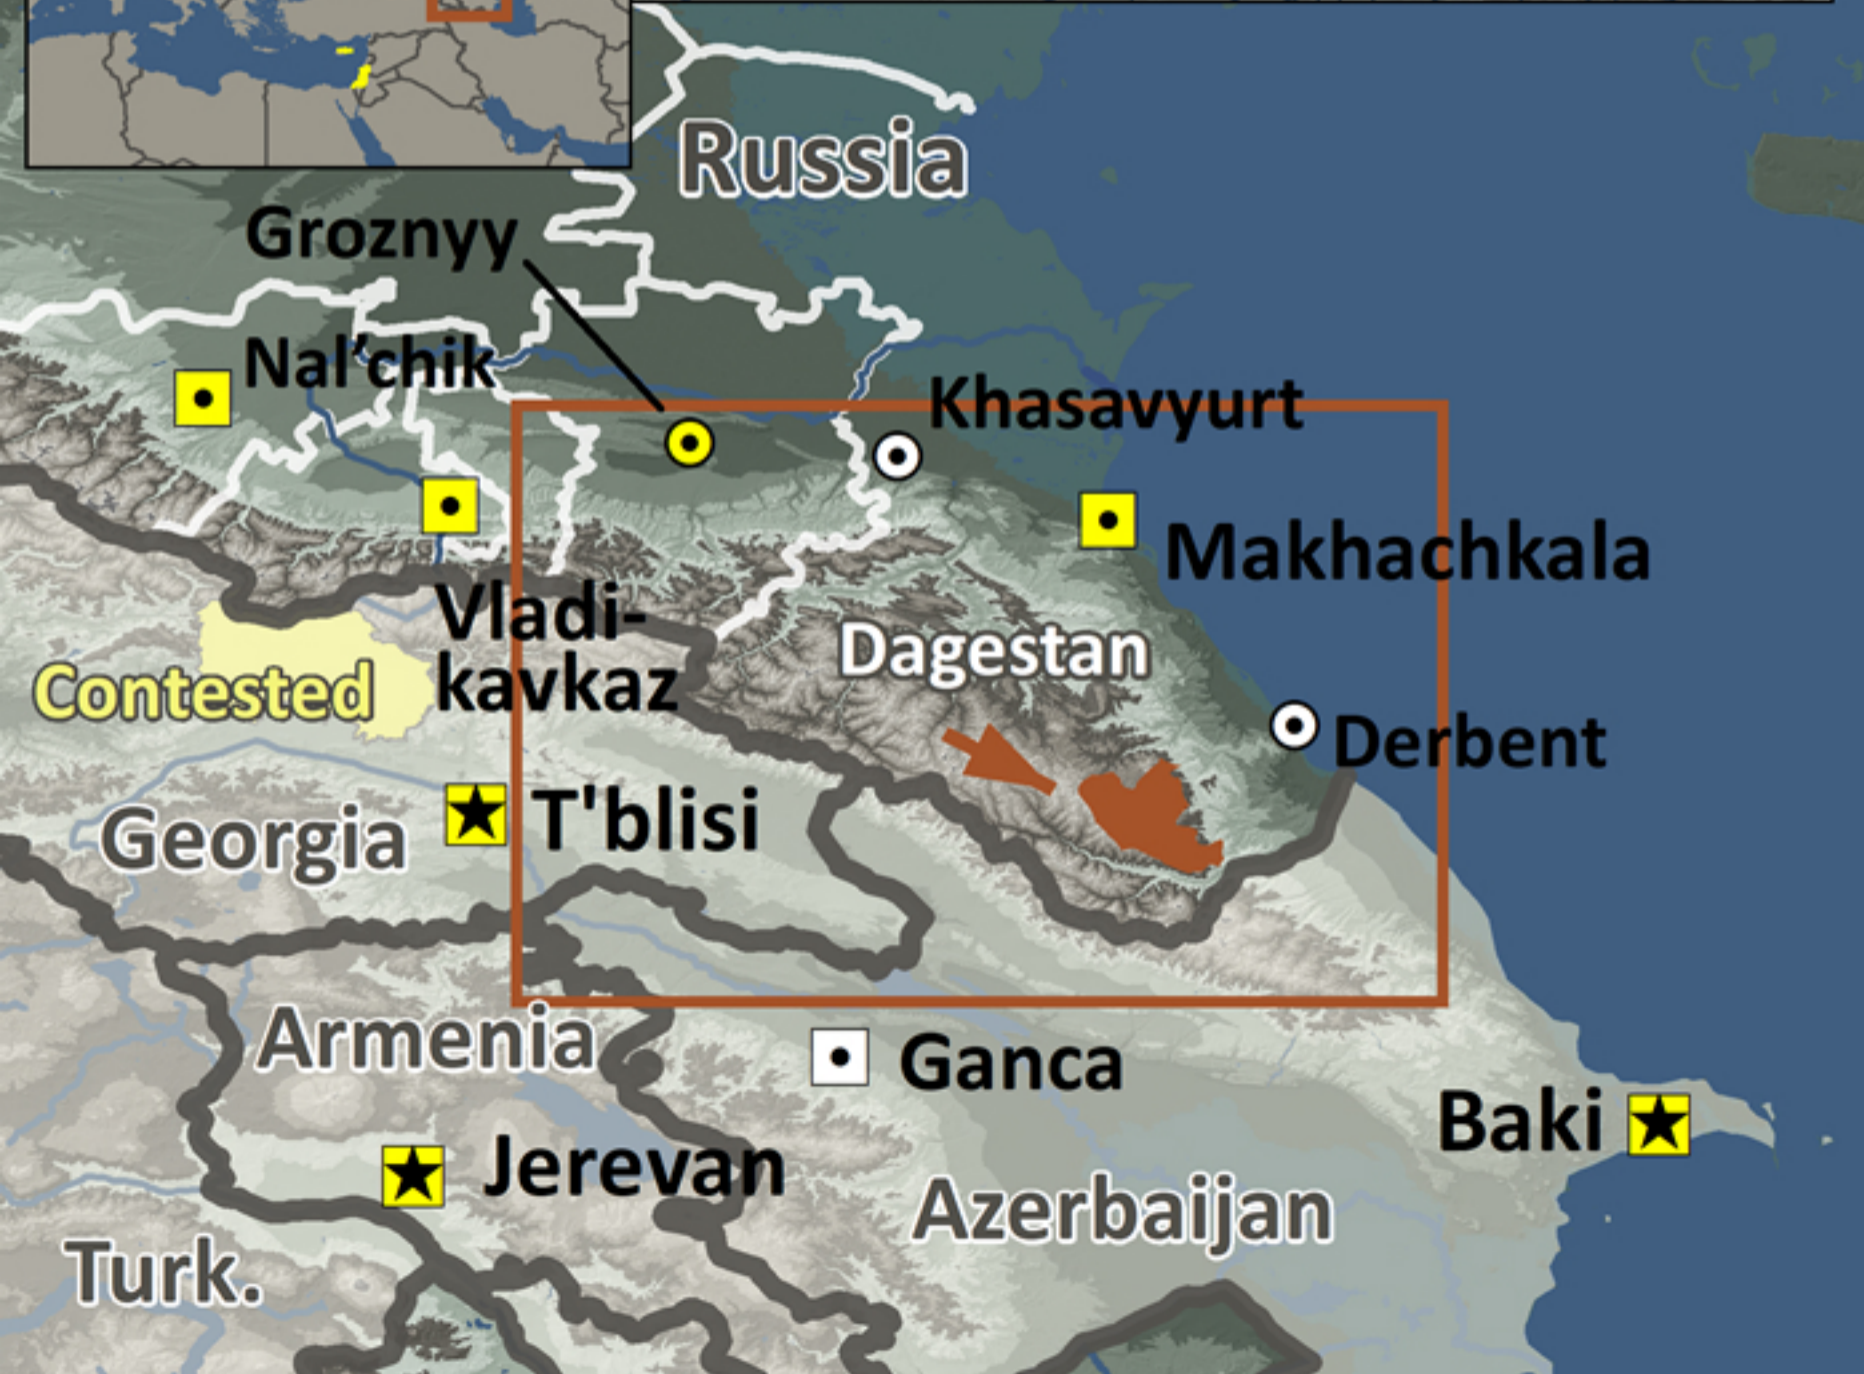 Russia
Groznyy
Nal’chik
Khasavyurt
Makhachkala
Vladi-
kavkaz
Dagestan
Contested
Derbent
T'blisi
Georgia
Armenia
Ganca
Baki
Jerevan
Azerbaijan
Turk.